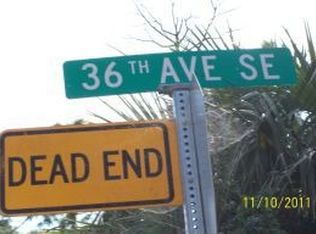 36TH AVE SE
DEAD END
11/10/2011